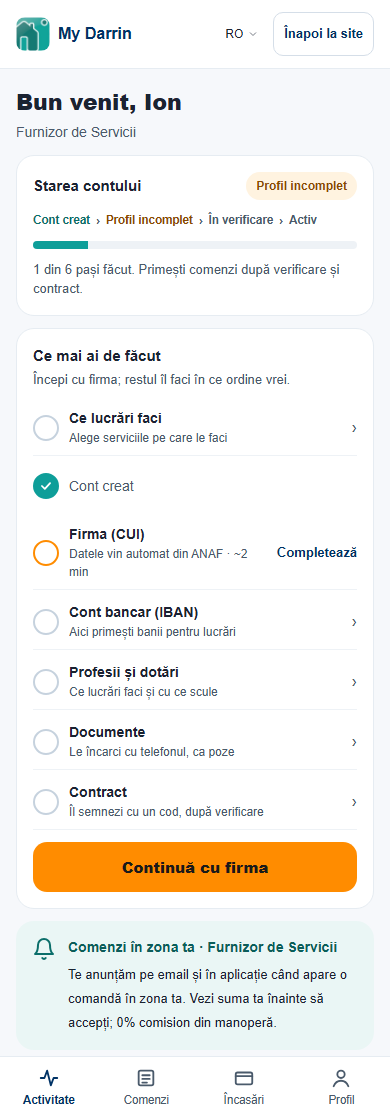 My Darrin
RO
Înapoi la site
Bun venit, Ion
Furnizor de Servicii
Starea contului
Profil incomplet
Cont creat › Profil incomplet › În verificare › Activ
1 din 6 pași făcut. Primești comenzi după verificare și
contract.
Ce mai ai de făcut
Începi cu firma; restul îl faci în ce ordine vrei.
Ce lucrări faci
Alege serviciile pe care le faci
Cont creat
Firma (CUI)
Datele vin automat din ANAF · ~2
min
Completează
Cont bancar (IBAN)
Aici primești banii pentru lucrări
Profesii și dotări
Ce lucrări faci și cu ce scule
Documente
Le încarci cu telefonul, ca poze
Contract
Îl semnezi cu un cod, după verificare
Continuă cu firma
Comenzi în zona ta · Furnizor de Servicii
Te anunțăm pe email și în aplicație când apare o
comandă în zona ta. Vezi suma ta înainte să
accepți; 0% comision din manoperă.
Activitate
Comenzi
Încasări
Profil